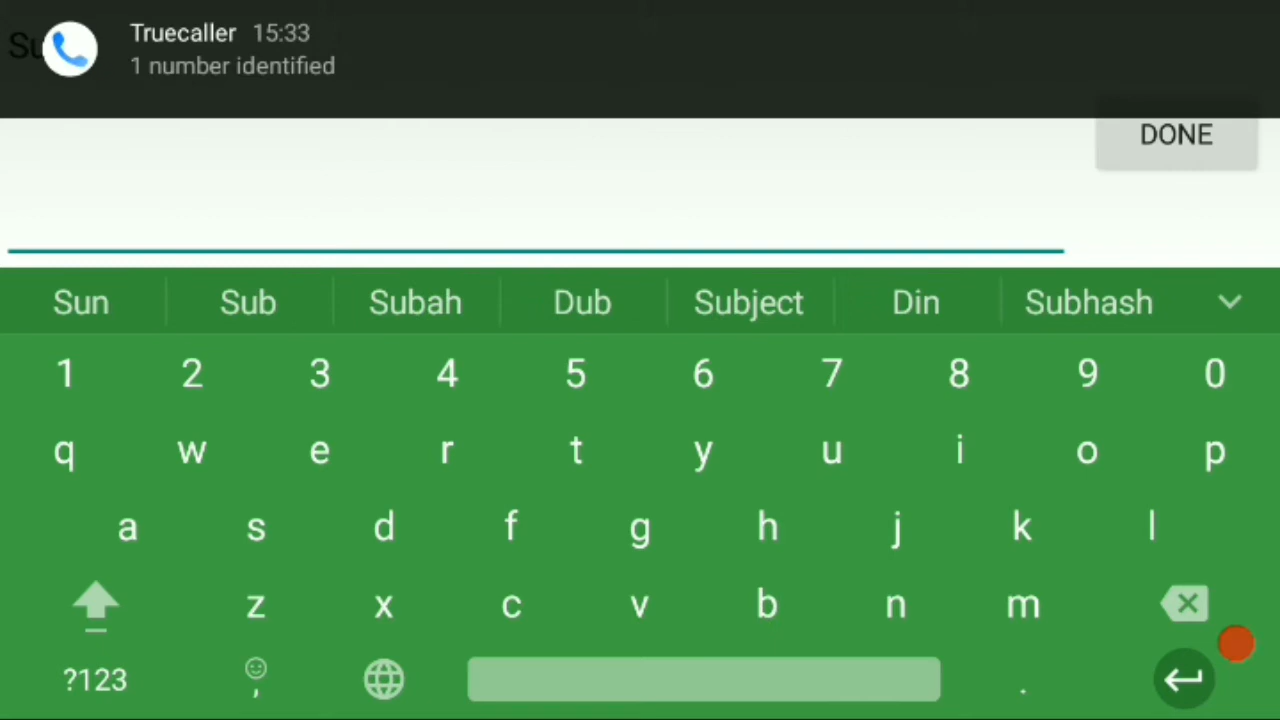 Truecaller 15:33
1 number identified
DONE
Sun Sub Subah Dub Subject Din Subhash
1 2 3 4 5 6 7 8 9 0
q w e r t y u i o p
a s d f g h j k l
z x c v b n m
?123 , .